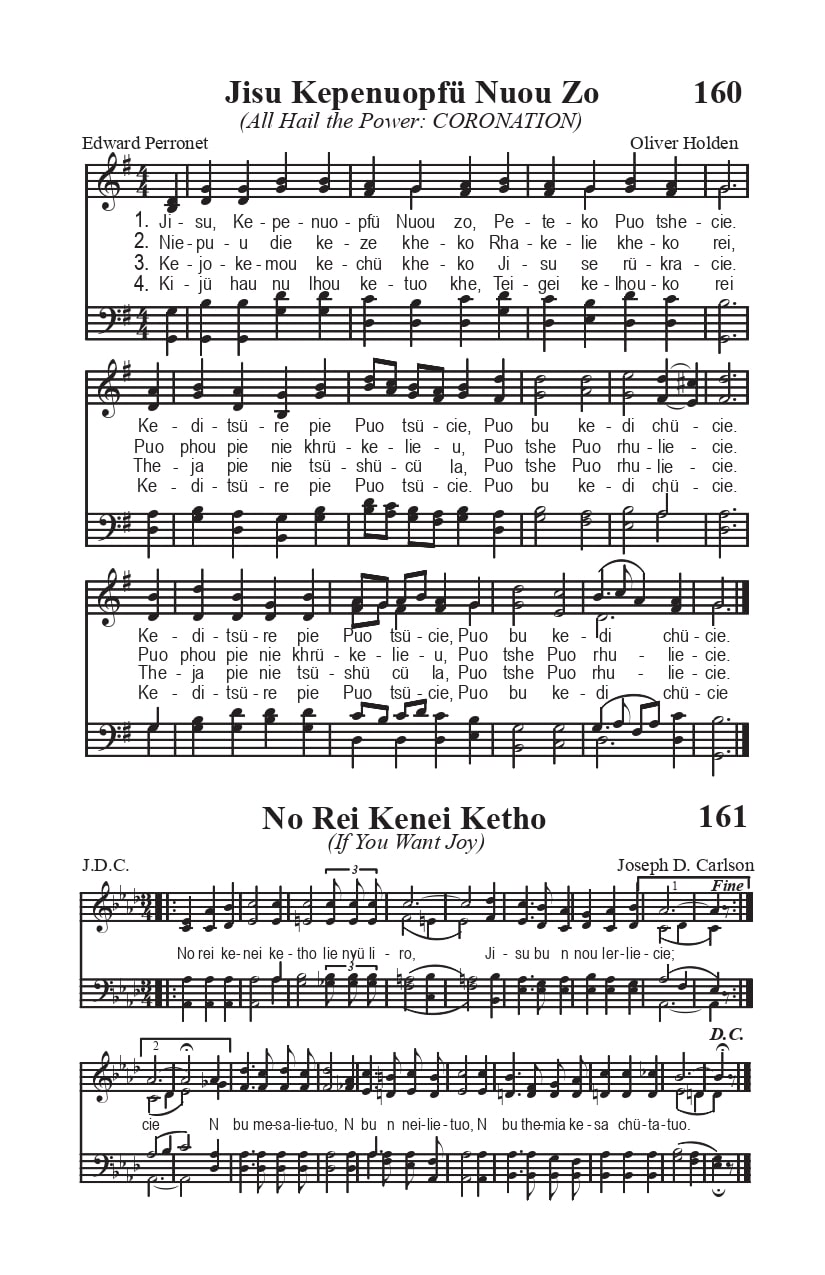 Jisu Kepenuopfü Nuou Zo 160
(All Hail the Power: CORONATION)
Edward Perronet Oliver Holden
1. Ji - su, Ke - pe - nuo - pfü Nuou zo, Pe - te - ko Puo tshe - cie.
2. Nie - pu - u die ke - ze khe - ko Rha - ke - lie khe - ko rei,
3. Ke - jo - ke - mou ke - chü khe - ko Ji - su se rü - kra - cie.
4. Ki - jü hau nu lhou ke - tuo khe, Tei - gei ke - lhou - ko rei
Ke - di - tsü - re pie Puo tsü - cie, Puo bu ke - di chü - cie.
Puo phou pie nie khrü - ke - lie - u, Puo tshe Puo rhu - lie - cie.
The - ja pie nie tsü - shü - cü la, Puo tshe Puo rhu - lie - cie.
Ke - di - tsü - re pie Puo tsü - cie. Puo bu ke - di chü - cie.
Ke - di - tsü - re pie Puo tsü - cie, Puo bu ke - di chü - cie.
Puo phou pie nie khrü - ke - lie - u, Puo tshe Puo rhu - lie - cie.
The - ja pie nie tsü - shü cü la, Puo tshe Puo rhu - lie - cie.
Ke - di - tsü - re pie Puo tsü - cie, Puo bu ke - di chü - cie
No Rei Kenei Ketho 161
(If You Want Joy)
J.D.C. Joseph D. Carlson
3 3 1 Fine
No rei ke - nei ke - tho lie nyü li - ro, Ji - su bu n nou ler - lie - cie;
3
2 D.C.
cie N bu me - sa - lie - tuo, N bu n nei - lie - tuo, N bu the - mia ke - sa chü - ta - tuo.